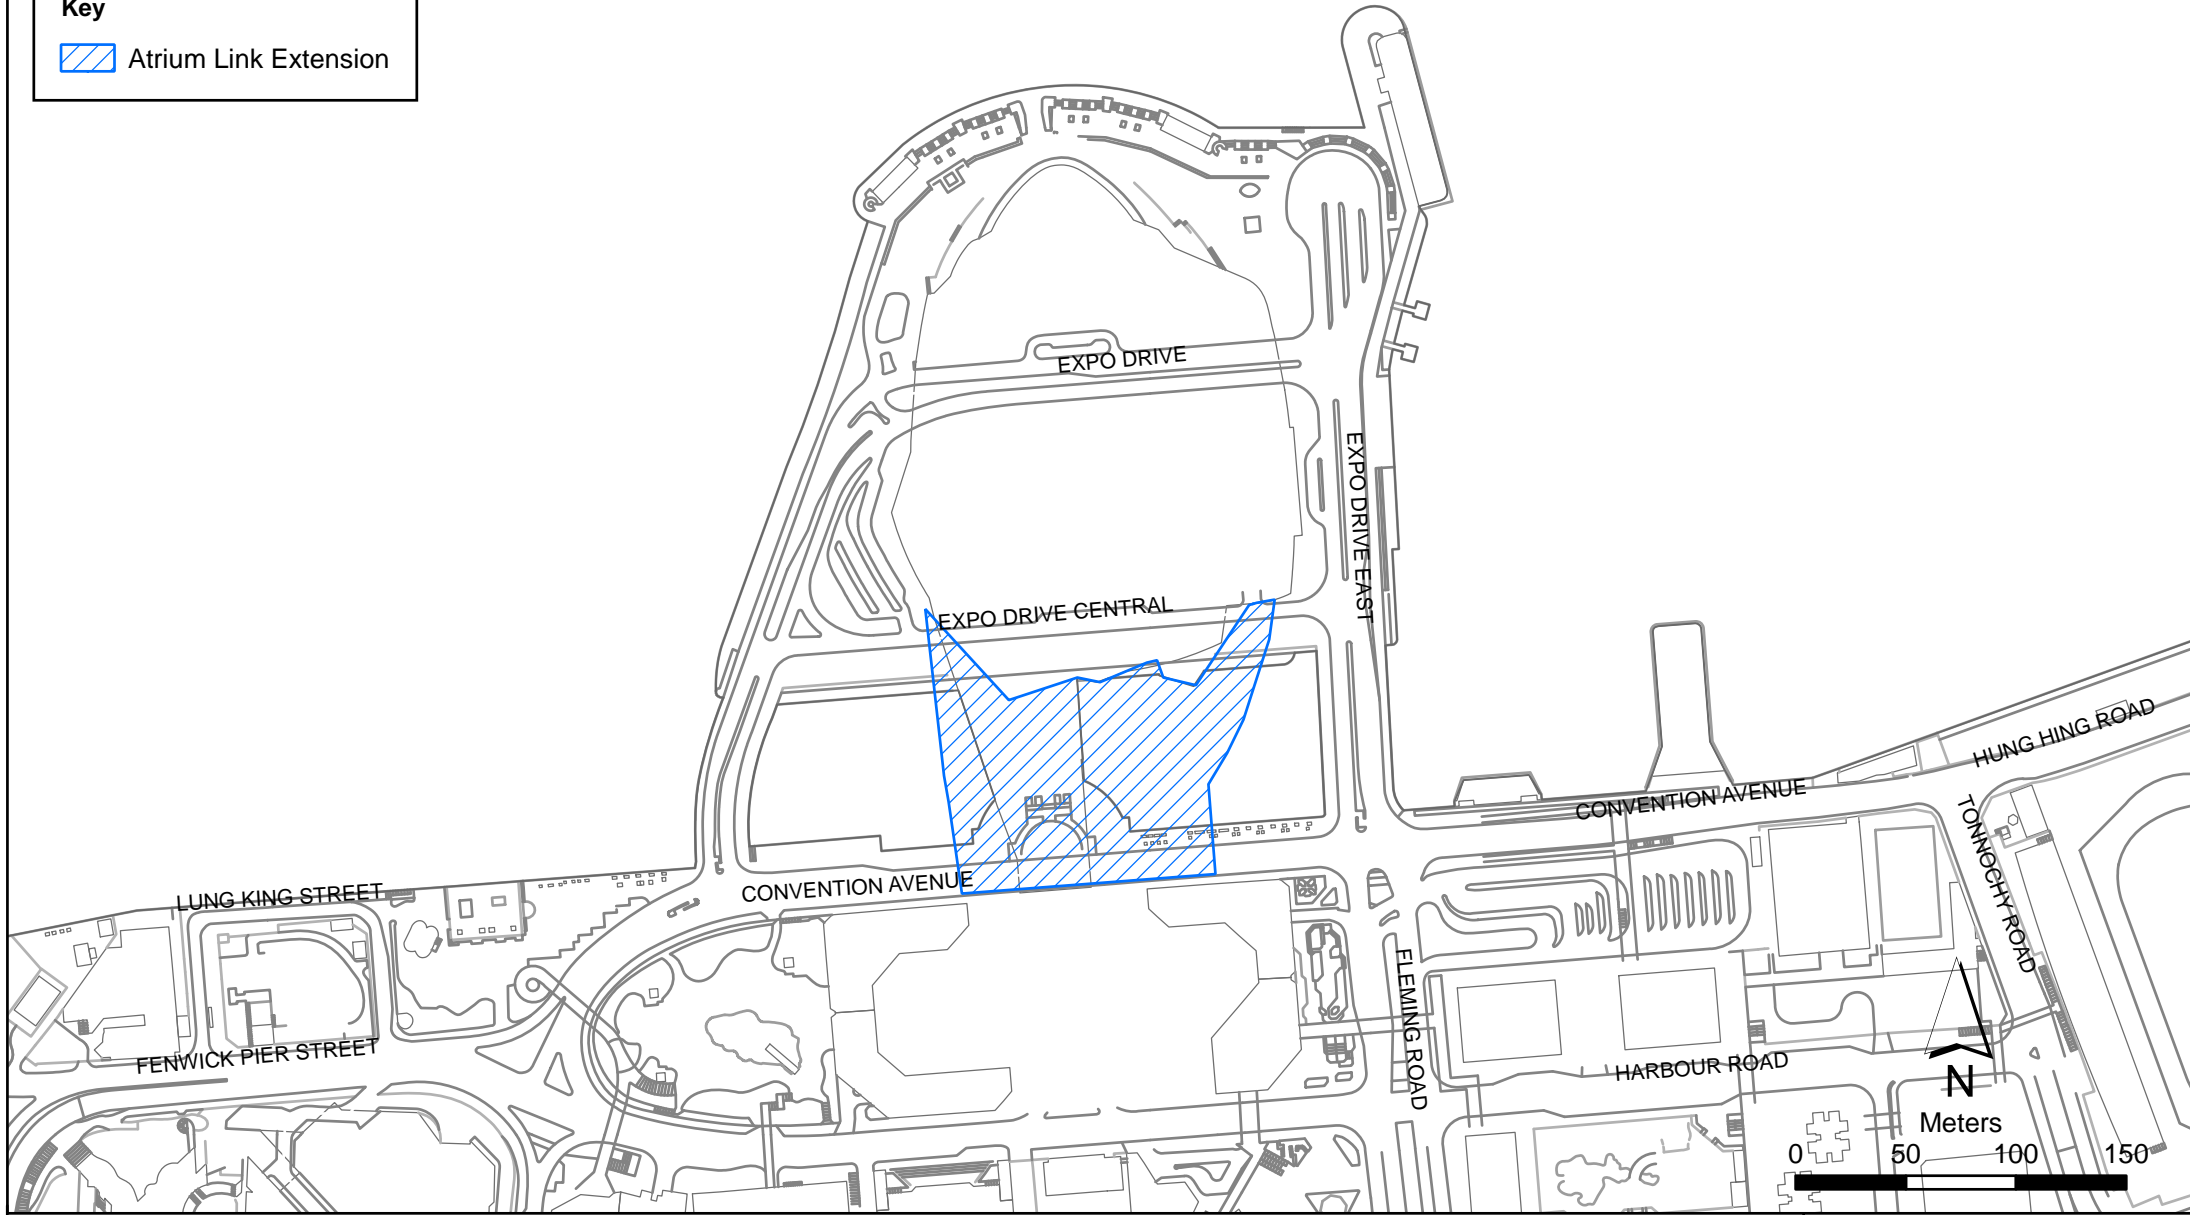 Key
Atrium Link Extension
EXPO DRIVE
EXPO DRIVE EAST
EXPO DRIVE CENTRAL
HUNG HING ROAD
CONVENTION AVENUE
TONNOCHY ROAD
CONVENTION AVENUE
LUNG KING STREET
FLEMING ROAD
FENWICK PIER STREET
HARBOUR ROAD
N
Meters
0 50 100 150